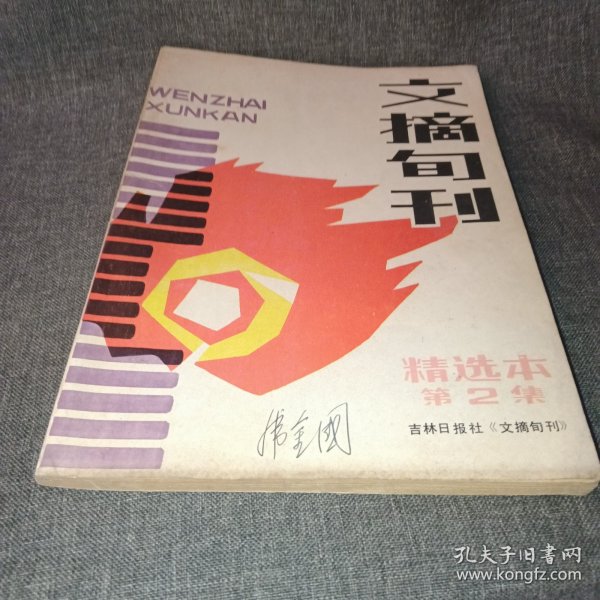 WENZHAI
XUNKAN
文摘旬刊
精选本
第2集
吉林日报社《文摘旬刊》
孔夫子旧书网
www.kongfz.com